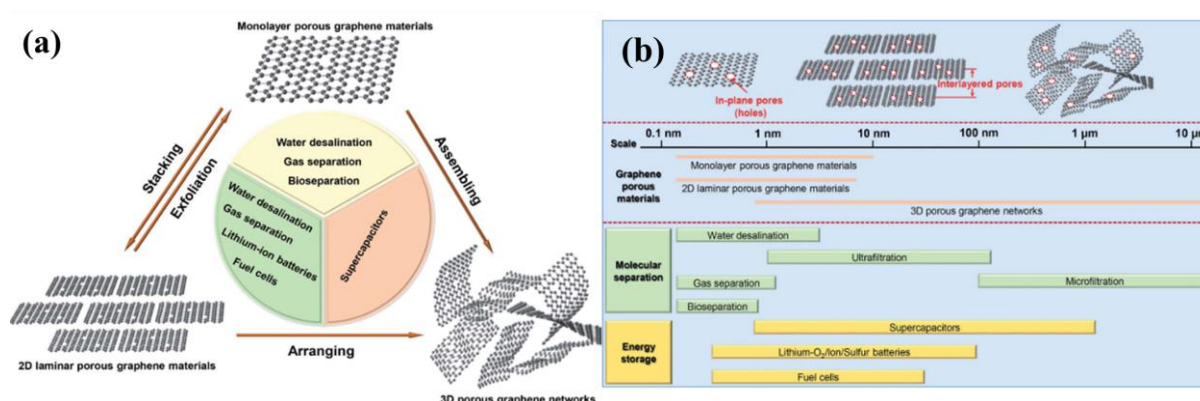 (a)
Monolayer porous graphene materials
Stacking
Exfoliation
Assembling
Water desalination
Gas separation
Bioseparation
Water desalination
Gas separation
Lithium-ion batteries
Fuel cells
Supercapacitors
Arranging
2D laminar porous graphene materials
3D porous graphene networks
(b)
In-plane pores
(holes)
Interlayered pores
Scale
0.1 nm
1 nm
10 nm
100 nm
1 μm
10 μm
Graphene
porous
materials
Monolayer porous graphene materials
2D laminar porous graphene materials
3D porous graphene networks
Molecular
separation
Water desalination
Ultrafiltration
Gas separation
Microfiltration
Bioseparation
Energy
storage
Supercapacitors
Lithium-O₂/Ion/Sulfur batteries
Fuel cells